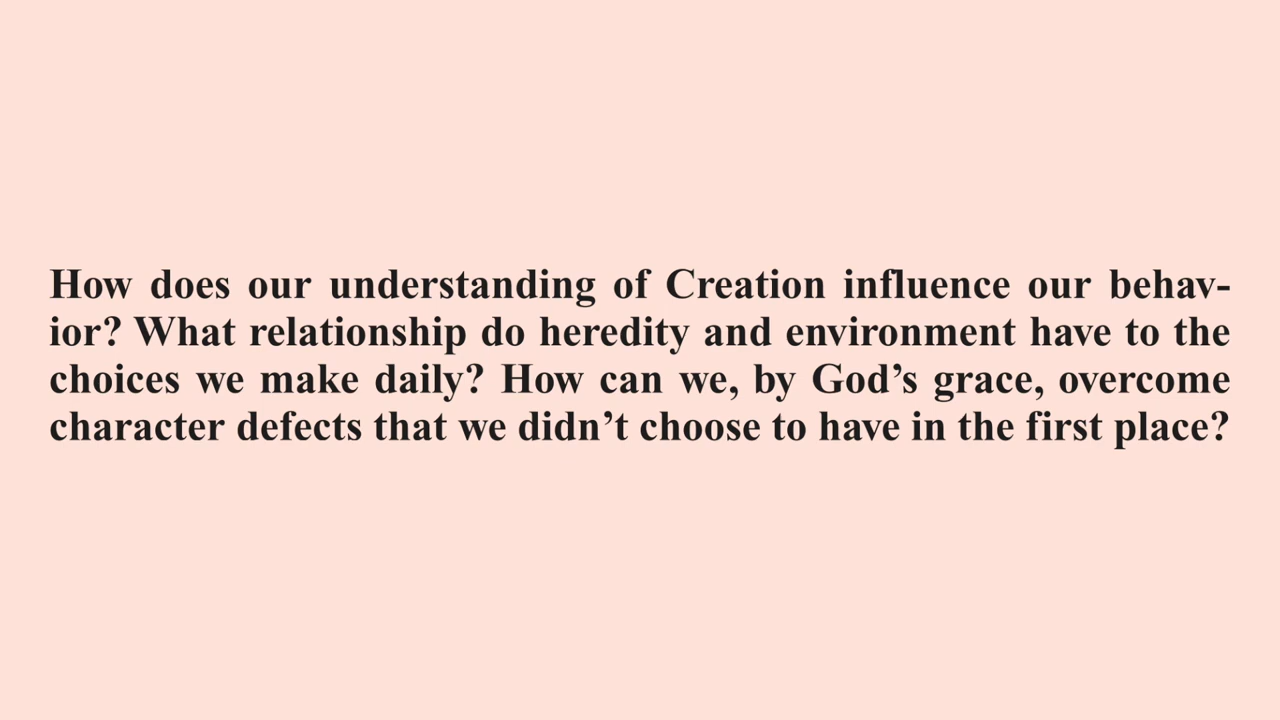 How does our understanding of Creation influence our behav-
ior? What relationship do heredity and environment have to the
choices we make daily? How can we, by God’s grace, overcome
character defects that we didn’t choose to have in the first place?